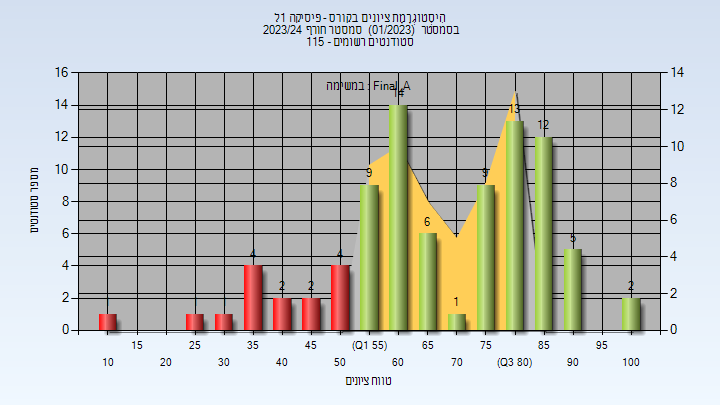 היסטוגרמת ציונים בקורס - פיסיקה 1ל
בסמסטר (01/2023) סמסטר חורף 2023/24
סטודנטים רשומים - 115
במשימה : Final_A
מספר סטודנטים
16 14 12 10 8 6 4 2 0
14 12 10 8 6 4 2 0
4 2 2 4 9 14 6 1 9 13 12 5 2
15 25 35 45 (Q1 55) 65 75 85 95
10 20 30 40 50 60 70 (Q3 80) 90 100
טווח ציונים